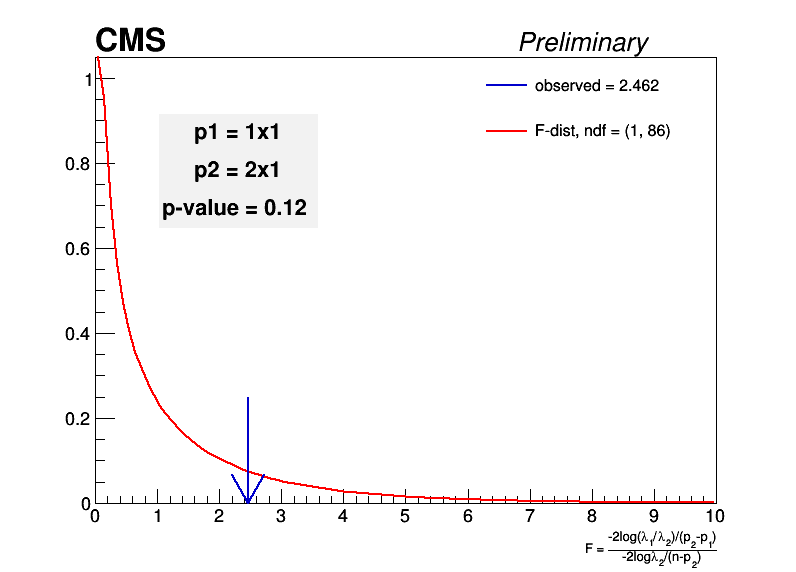 CMS Preliminary
observed = 2.462
F-dist, ndf = (1, 86)
p1 = 1x1
p2 = 2x1
p-value = 0.12
1
0.8
0.6
0.4
0.2
0
0 1 2 3 4 5 6 7 8 9 10
F = -2log(λ1/λ2)/(p2-p1)
-2logλ2/(n-p2)